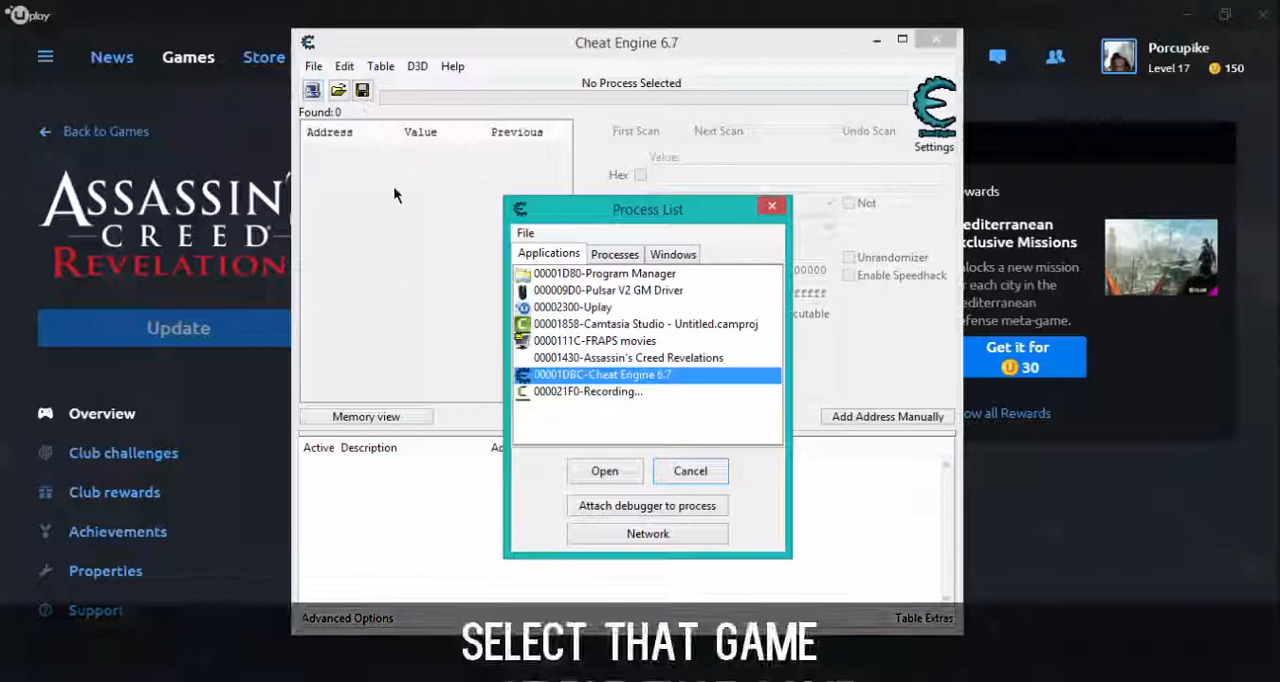 Uplay
News Games Store
Porcupike
Level 17 150
Back to Games
ASSASSIN'
CREED
REVELATION
Update
Overview
Club challenges
Club rewards
Achievements
Properties
Support
Cheat Engine 6.7
File Edit Table D3D Help
No Process Selected
Found: 0
Address Value Previous
First Scan Next Scan Undo Scan
Settings
Value:
Hex
Not
Unrandomizer
Enable Speedhack
Memory view
Add Address Manually
Active Description
Advanced Options
Table Extras
Process List
File
Applications Processes Windows
00001D80-Program Manager
000009D0-Pulsar V2 GM Driver
00002300-Uplay
00001858-Camtasia Studio - Untitled.camproj
0000111C-FRAPS movies
00001430-Assassin's Creed Revelations
00001DBC-Cheat Engine 6.7
000021F0-Recording...
Open Cancel
Attach debugger to process
Network
00000
fffff
cutable
wards
editerranean
xclusive Missions
locks a new mission
r each city in the
editerranean
efense meta-game.
Get it for
30
ow all Rewards
SELECT THAT GAME